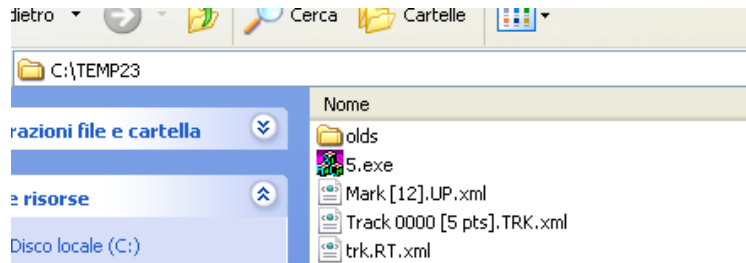 dietro Cerca Cartelle
C:\TEMP23
Nome
razioni file e cartella
olds
5.exe
e risorse
Mark [12].UP.xml
Track 0000 [5 pts].TRK.xml
Disco locale (C:)
trk.RT.xml